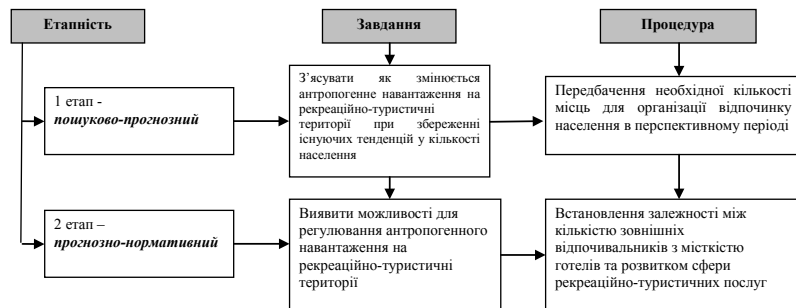 Етапність
Завдання
Процедура
1 етап -
пошуково-прогнозний
З’ясувати як змінюється
антропогенне навантаження на
рекреаційно-туристичні
території при збереженні
існуючих тенденцій у кількості
населення
Передбачення необхідної кількості
місць для організації відпочинку
населення в перспективному періоді
2 етап –
прогнозно-нормативний
Виявити можливості для
регулювання антропогенного
навантаження на
рекреаційно-туристичні
території
Встановлення залежності між
кількістю зовнішніх
відпочивальників з місткістю
готелів та розвитком сфери
рекреаційно-туристичних послуг